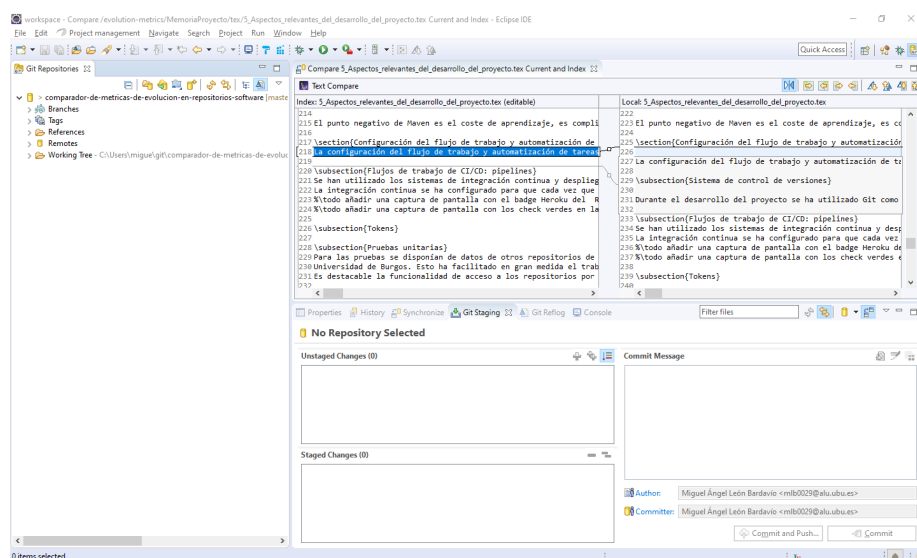 workspace - Compare / evolution-metrics/MemoriaProyecto/tex/5_Aspectos_relevantes_del_desarrollo_del_proyecto.tex Current and Index - Eclipse IDE
File Edit Project management Navigate Search Project Run Window Help
Quick Access
Git Repositories
> comparador-de-metricas-de-evolucion-en-repositorios-software [maste
Branches
Tags
References
Remotes
Working Tree - C:\Users\migue\git\comparador-de-metricas-de-evoluc
0 items selected
Compare 5_Aspectos_relevantes_del_desarrollo_del_proyecto.tex Current and Index
Text Compare
Index: 5_Aspectos_relevantes_del_desarrollo_del_proyecto.tex (editable)
214
215 El punto negativo de Maven es el coste de aprendizaje, es compli
216
217 \section{Configuración del flujo de trabajo y automatización de
218 La configuración del flujo de trabajo y automatización de tareas
219
220 \subsection{Flujos de trabajo de CI/CD: pipelines}
221 Se han utilizado los sistemas de integración continua y desplieg
222 La integración continua se ha configurado para que cada vez que
223 %\todo añadir una captura de pantalla con el badge Heroku del R
224 %\todo añadir una captura de pantalla con los check verdes en la
225
226 \subsection{Tokens}
227
228 \subsection{Pruebas unitarias}
229 Para las pruebas se disponían de datos de otros repositorios de
230 Universidad de Burgos. Esto ha facilitado en gran medida el trab
231 Es destacable la funcionalidad de acceso a los repositorios por
232
Local: 5_Aspectos_relevantes_del_desarrollo_del_proyecto.tex
222
223 El punto negativo de Maven es el coste de aprendizaje, es co
224
225 \section{Configuración del flujo de trabajo y automatización
226
227 La configuración del flujo de trabajo y automatización de ta
228
229 \subsection{Sistema de control de versiones}
230
231 Durante el desarrollo del proyecto se ha utilizado Git como
232
233 \subsection{Flujos de trabajo de CI/CD: pipelines}
234 Se han utilizado los sistemas de integración continua y desp
235 La integración continua se ha configurado para que cada vez
236 %\todo añadir una captura de pantalla con el badge Heroku de
237 %\todo añadir una captura de pantalla con los check verdes e
238
239 \subsection{Tokens}
240
Properties History Synchronize Git Staging Git Reflog Console
Filter files
No Repository Selected
Unstaged Changes (0)
Staged Changes (0)
Commit Message
Author: Miguel Ángel León Bardavío <mlb0029@alu.ubu.es>
Committer: Miguel Ángel León Bardavío <mlb0029@alu.ubu.es>
Commit and Push... Commit